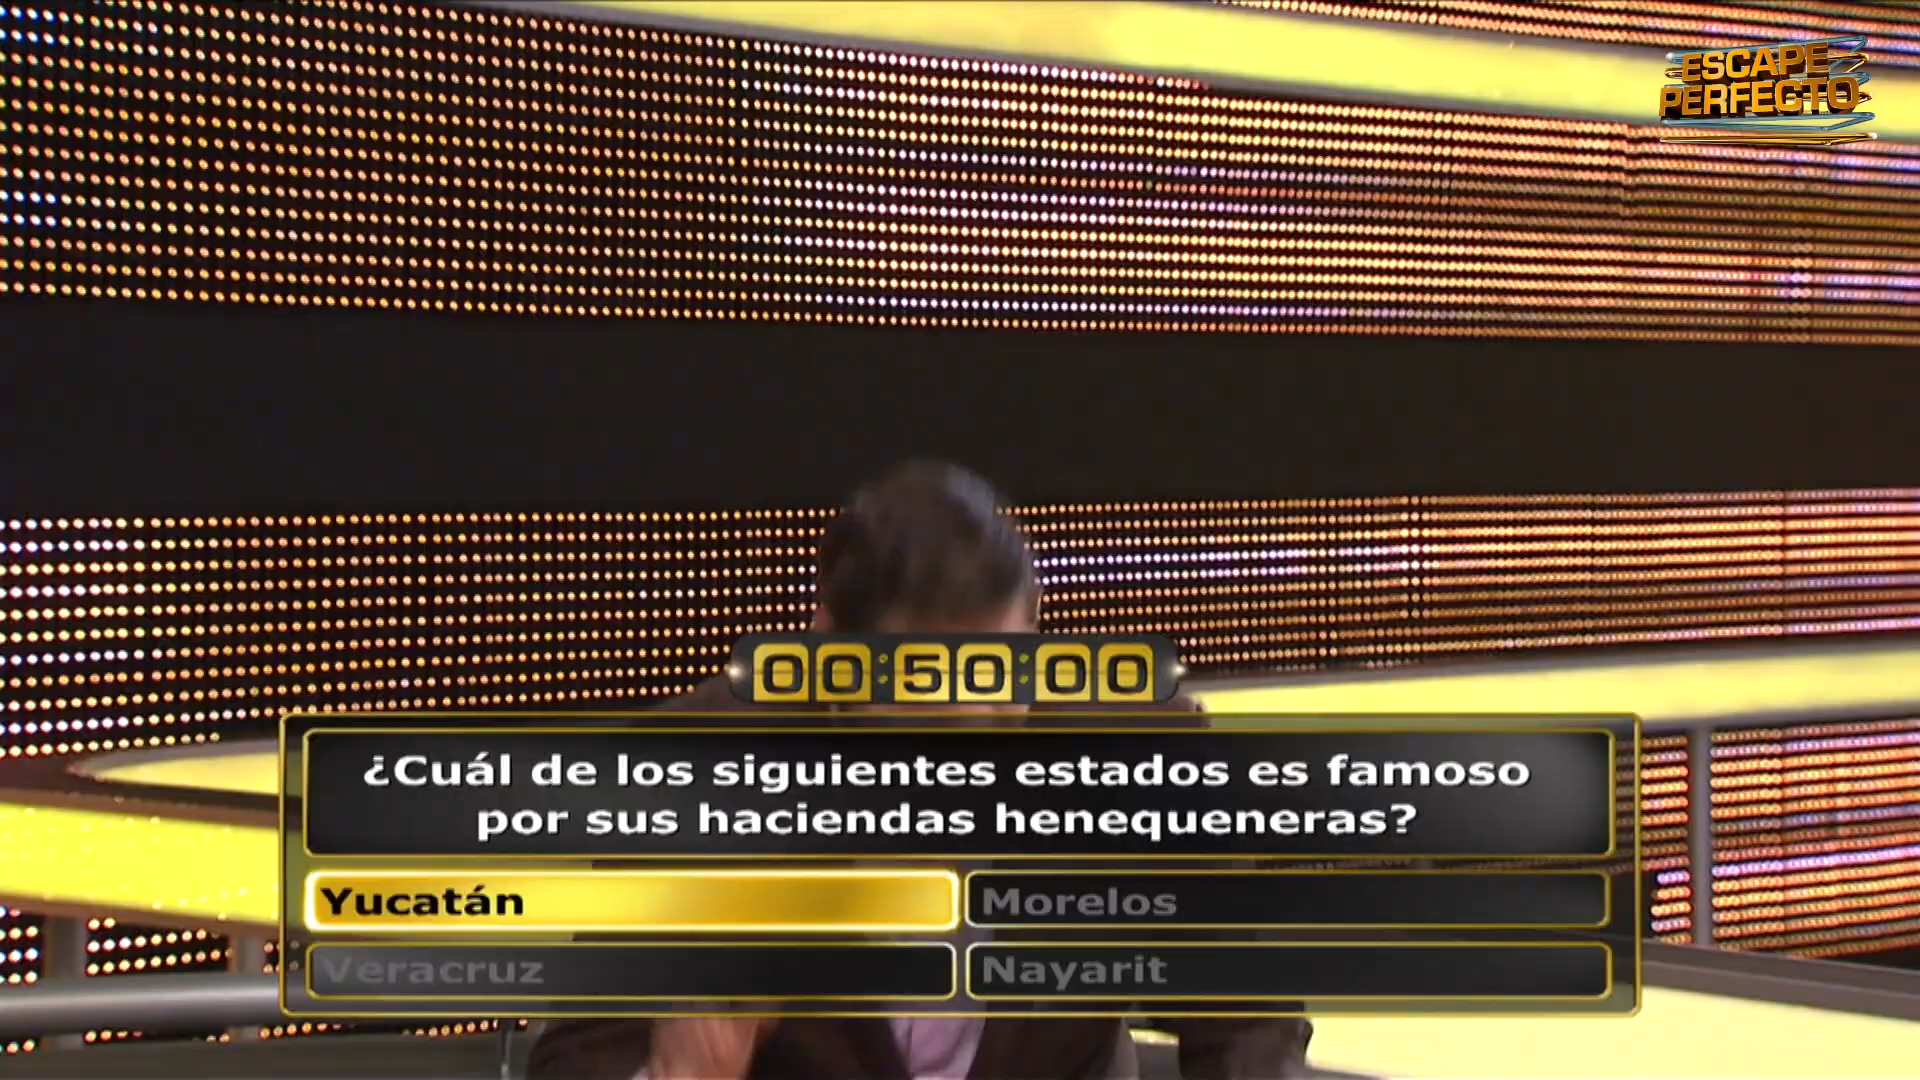 ESCAPE
PERFECTO
00:50:00
¿Cuál de los siguientes estados es famoso
por sus haciendas henequeneras?
Yucatán
Morelos
Veracruz
Nayarit